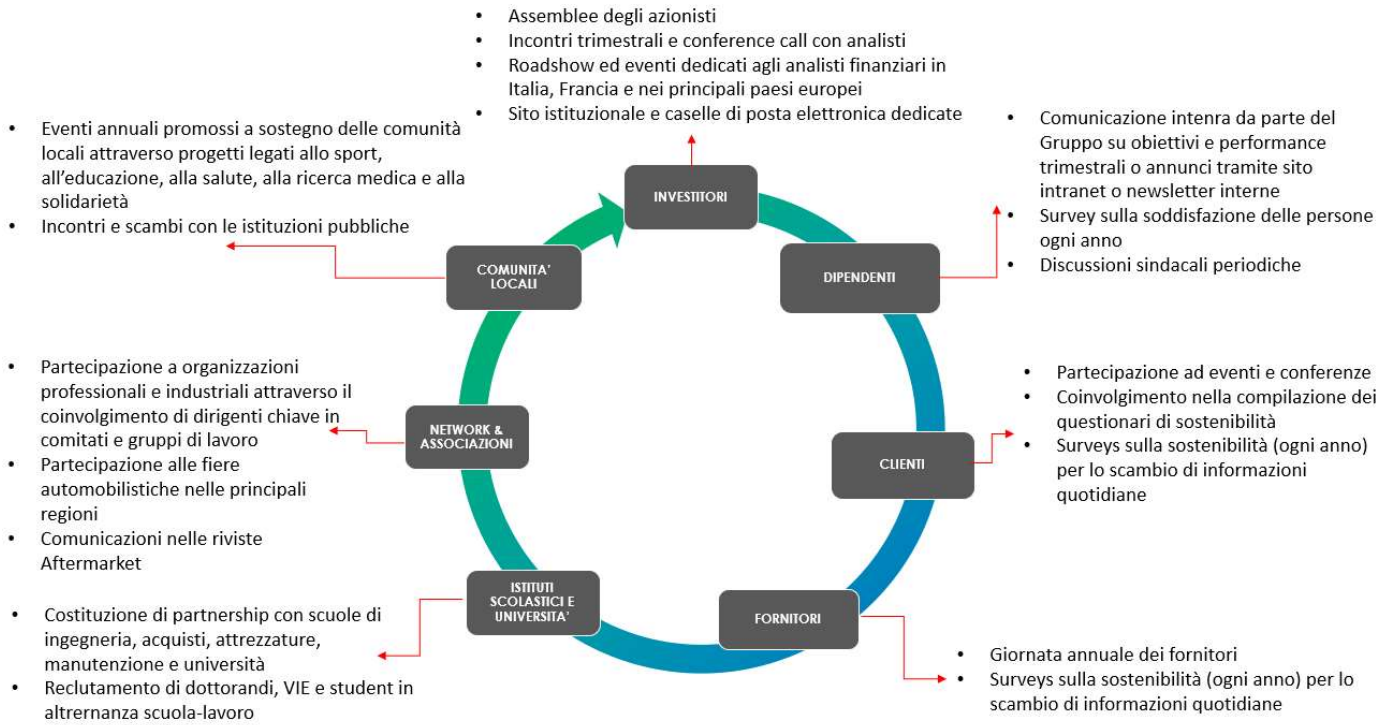 • Assemblee degli azionisti
• Incontri trimestrali e conference call con analisti
• Roadshow ed eventi dedicati agli analisti finanziari in
Italia, Francia e nei principali paesi europei
• Sito istituzionale e caselle di posta elettronica dedicate
INVESTITORI
• Comunicazione intenra da parte del
Gruppo su obiettivi e performance
trimestrali o annunci tramite sito
intranet o newsletter interne
• Survey sulla soddisfazione delle persone
ogni anno
• Discussioni sindacali periodiche
DIPENDENTI
• Partecipazione ad eventi e conferenze
• Coinvolgimento nella compilazione dei
questionari di sostenibilità
• Surveys sulla sostenibilità (ogni anno)
per lo scambio di informazioni
quotidiane
CLIENTI
• Giornata annuale dei fornitori
• Surveys sulla sostenibilità (ogni anno) per lo
scambio di informazioni quotidiane
FORNITORI
• Costituzione di partnership con scuole di
ingegneria, acquisti, attrezzature,
manutenzione e università
• Reclutamento di dottorandi, VIE e student in
altrernanza scuola-lavoro
ISTITUTI
SCOLASTICI E
UNIVERSITA’
• Partecipazione a organizzazioni
professionali e industriali attraverso il
coinvolgimento di dirigenti chiave in
comitati e gruppi di lavoro
• Partecipazione alle fiere
automobilistiche nelle principali
regioni
• Comunicazioni nelle riviste
Aftermarket
NETWORK &
ASSOCIAZIONI
• Eventi annuali promossi a sostegno delle comunità
locali attraverso progetti legati allo sport,
all’educazione, alla salute, alla ricerca medica e alla
solidarietà
• Incontri e scambi con le istituzioni pubbliche
COMUNITA’
LOCALI